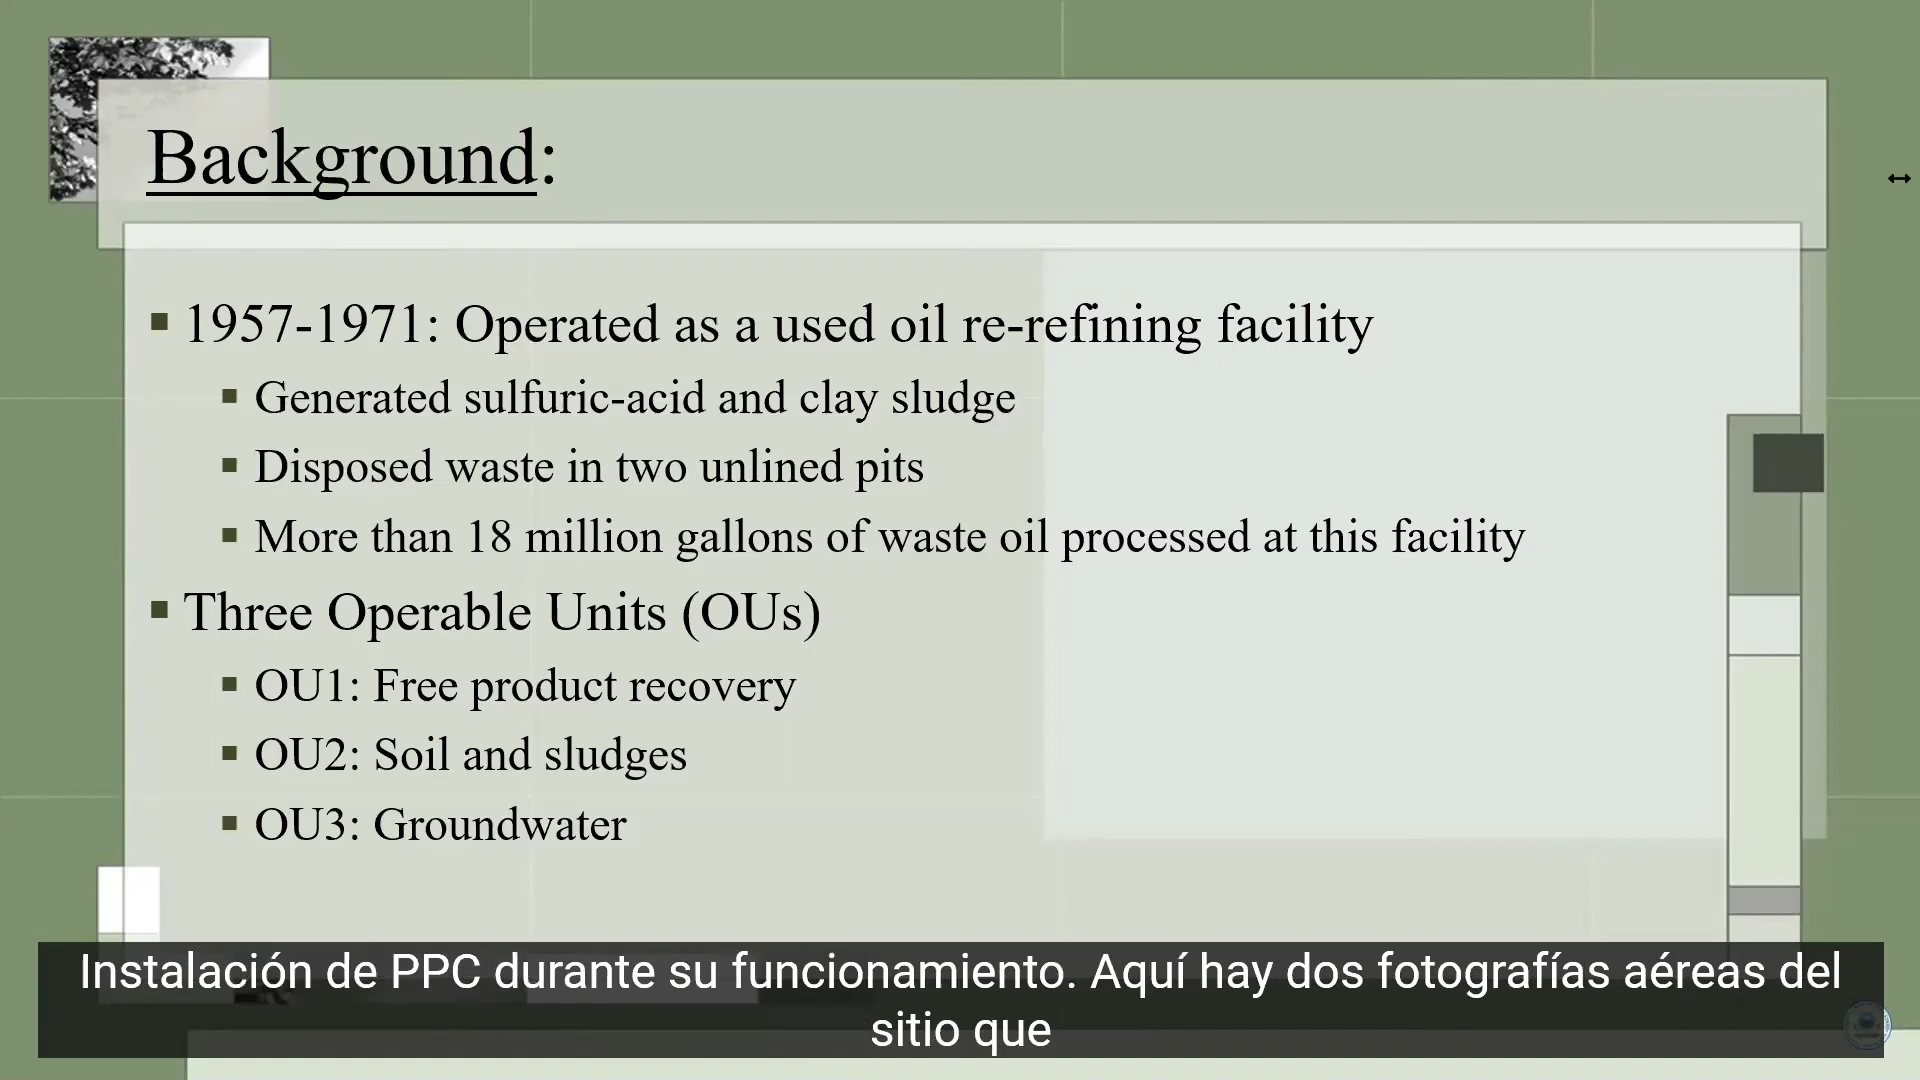 Background:
1957-1971: Operated as a used oil re-refining facility
Generated sulfuric-acid and clay sludge
Disposed waste in two unlined pits
More than 18 million gallons of waste oil processed at this facility
Three Operable Units (OUs)
OU1: Free product recovery
OU2: Soil and sludges
OU3: Groundwater
Instalación de PPC durante su funcionamiento. Aquí hay dos fotografías aéreas del
sitio que